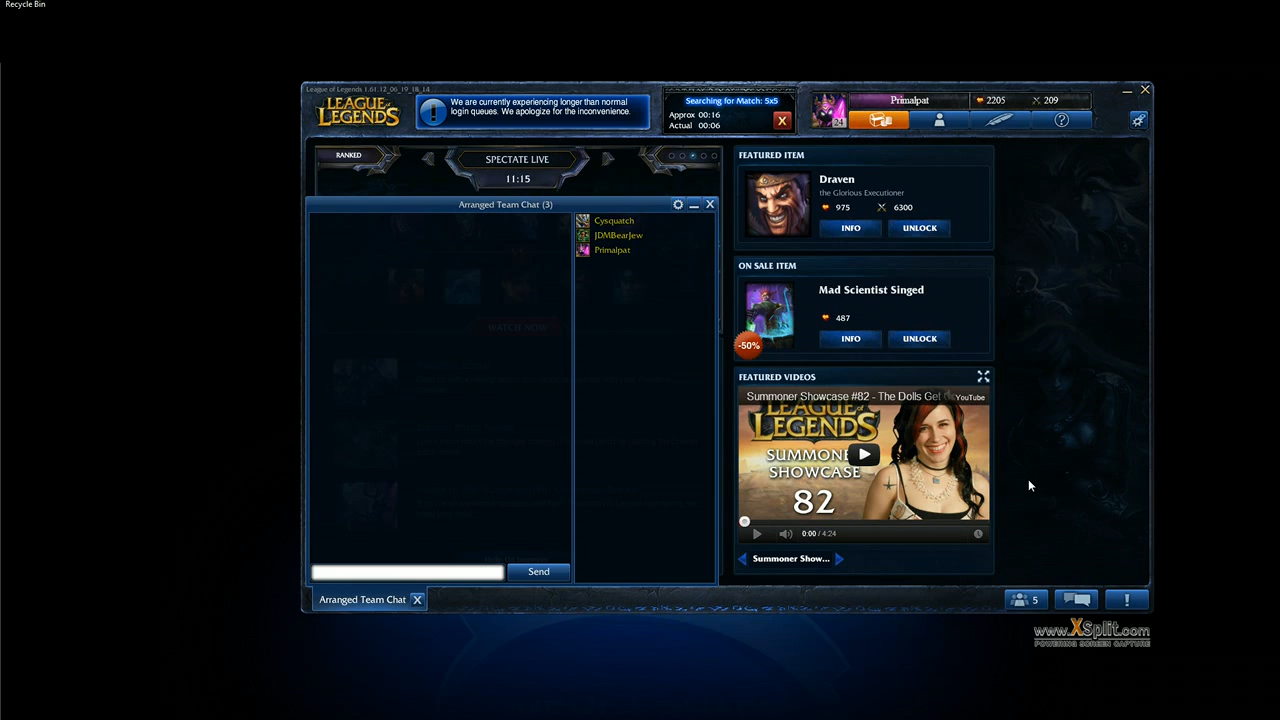 Recycle Bin
League of Legends 1.61.12_06_19_18_14
LEAGUE of LEGENDS
We are currently experiencing longer than normal
login queues. We apologize for the inconvenience.
Searching for Match: 5x5
Approx 00:16
Actual 00:06
X
24
Primalpat
2205
209
RANKED
SPECTATE LIVE
11:15
Arranged Team Chat (3)
Cysquatch
JDMBearJew
Primalpat
WATCH NOW
Send
FEATURED ITEM
Draven
the Glorious Executioner
975
6300
INFO
UNLOCK
ON SALE ITEM
Mad Scientist Singed
487
-50%
INFO
UNLOCK
FEATURED VIDEOS
Summoner Showcase #82 - The Dolls Get
YouTube
LEAGUE OF
LEGENDS
SUMMONE
SHOWCASE
82
0:00 / 4:24
Summoner Show...
Arranged Team Chat
X
5
www.XSplit.com
POWERING SCREEN CAPTURE